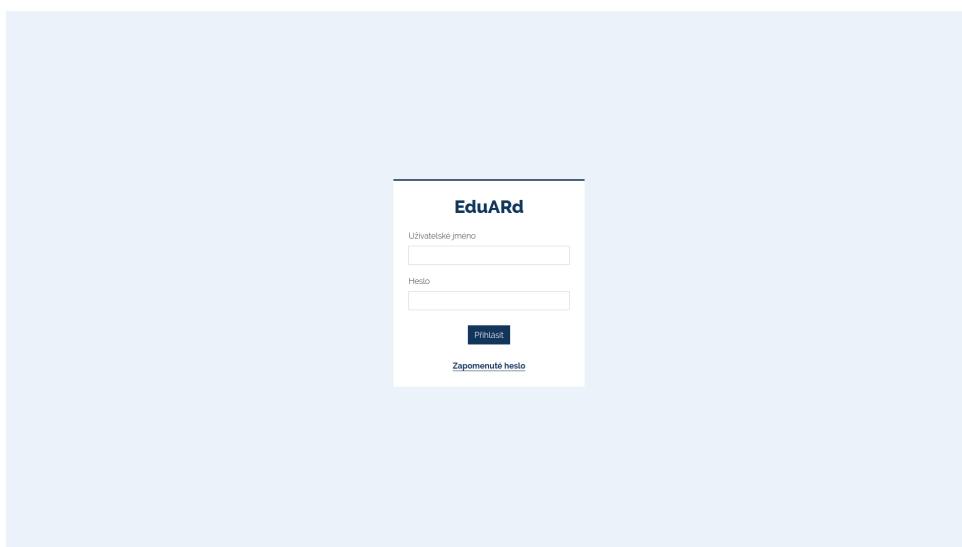 EduARd
Uživatelské jméno
Heslo
Přihlásit
Zapomenuté heslo